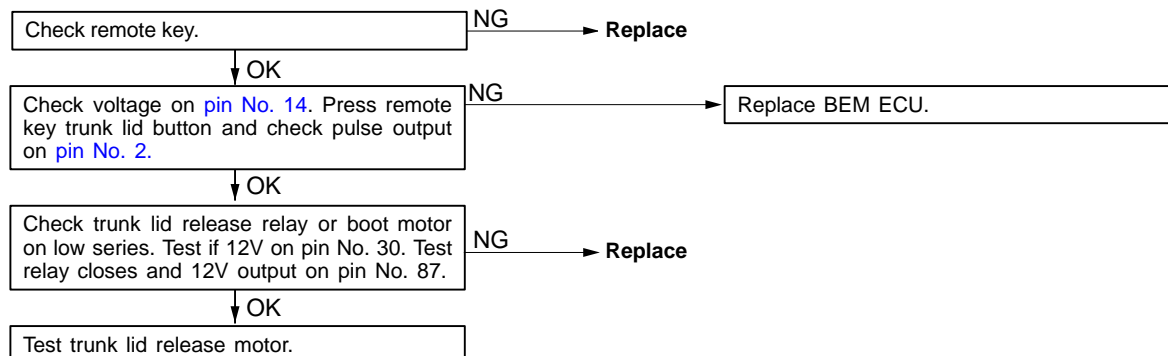 Check remote key.
NG
Replace
OK
Check voltage on pin No. 14. Press remote
key trunk lid button and check pulse output
on pin No. 2.
NG
Replace BEM ECU.
OK
Check trunk lid release relay or boot motor
on low series. Test if 12V on pin No. 30. Test
relay closes and 12V output on pin No. 87.
NG
Replace
OK
Test trunk lid release motor.